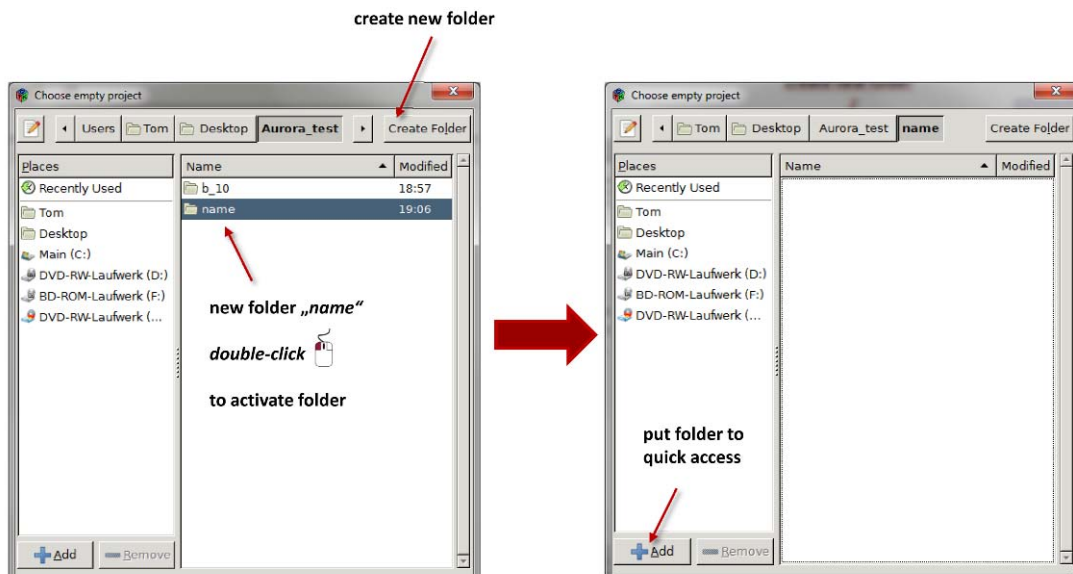 create new folder
Choose empty project
Users Tom Desktop Aurora_test Create Folder
Places
Recently Used
Tom
Desktop
Main (C:)
DVD-RW-Laufwerk (D:)
BD-ROM-Laufwerk (F:)
DVD-RW-Laufwerk (...
Add Remove
Name Modified
b_10 18:57
name 19:06
new folder „name“
double-click
to activate folder
Choose empty project
Tom Desktop Aurora_test name Create Folder
Places
Recently Used
Tom
Desktop
Main (C:)
DVD-RW-Laufwerk (D:)
BD-ROM-Laufwerk (F:)
DVD-RW-Laufwerk (...
put folder to
quick access
Add Remove
Name Modified